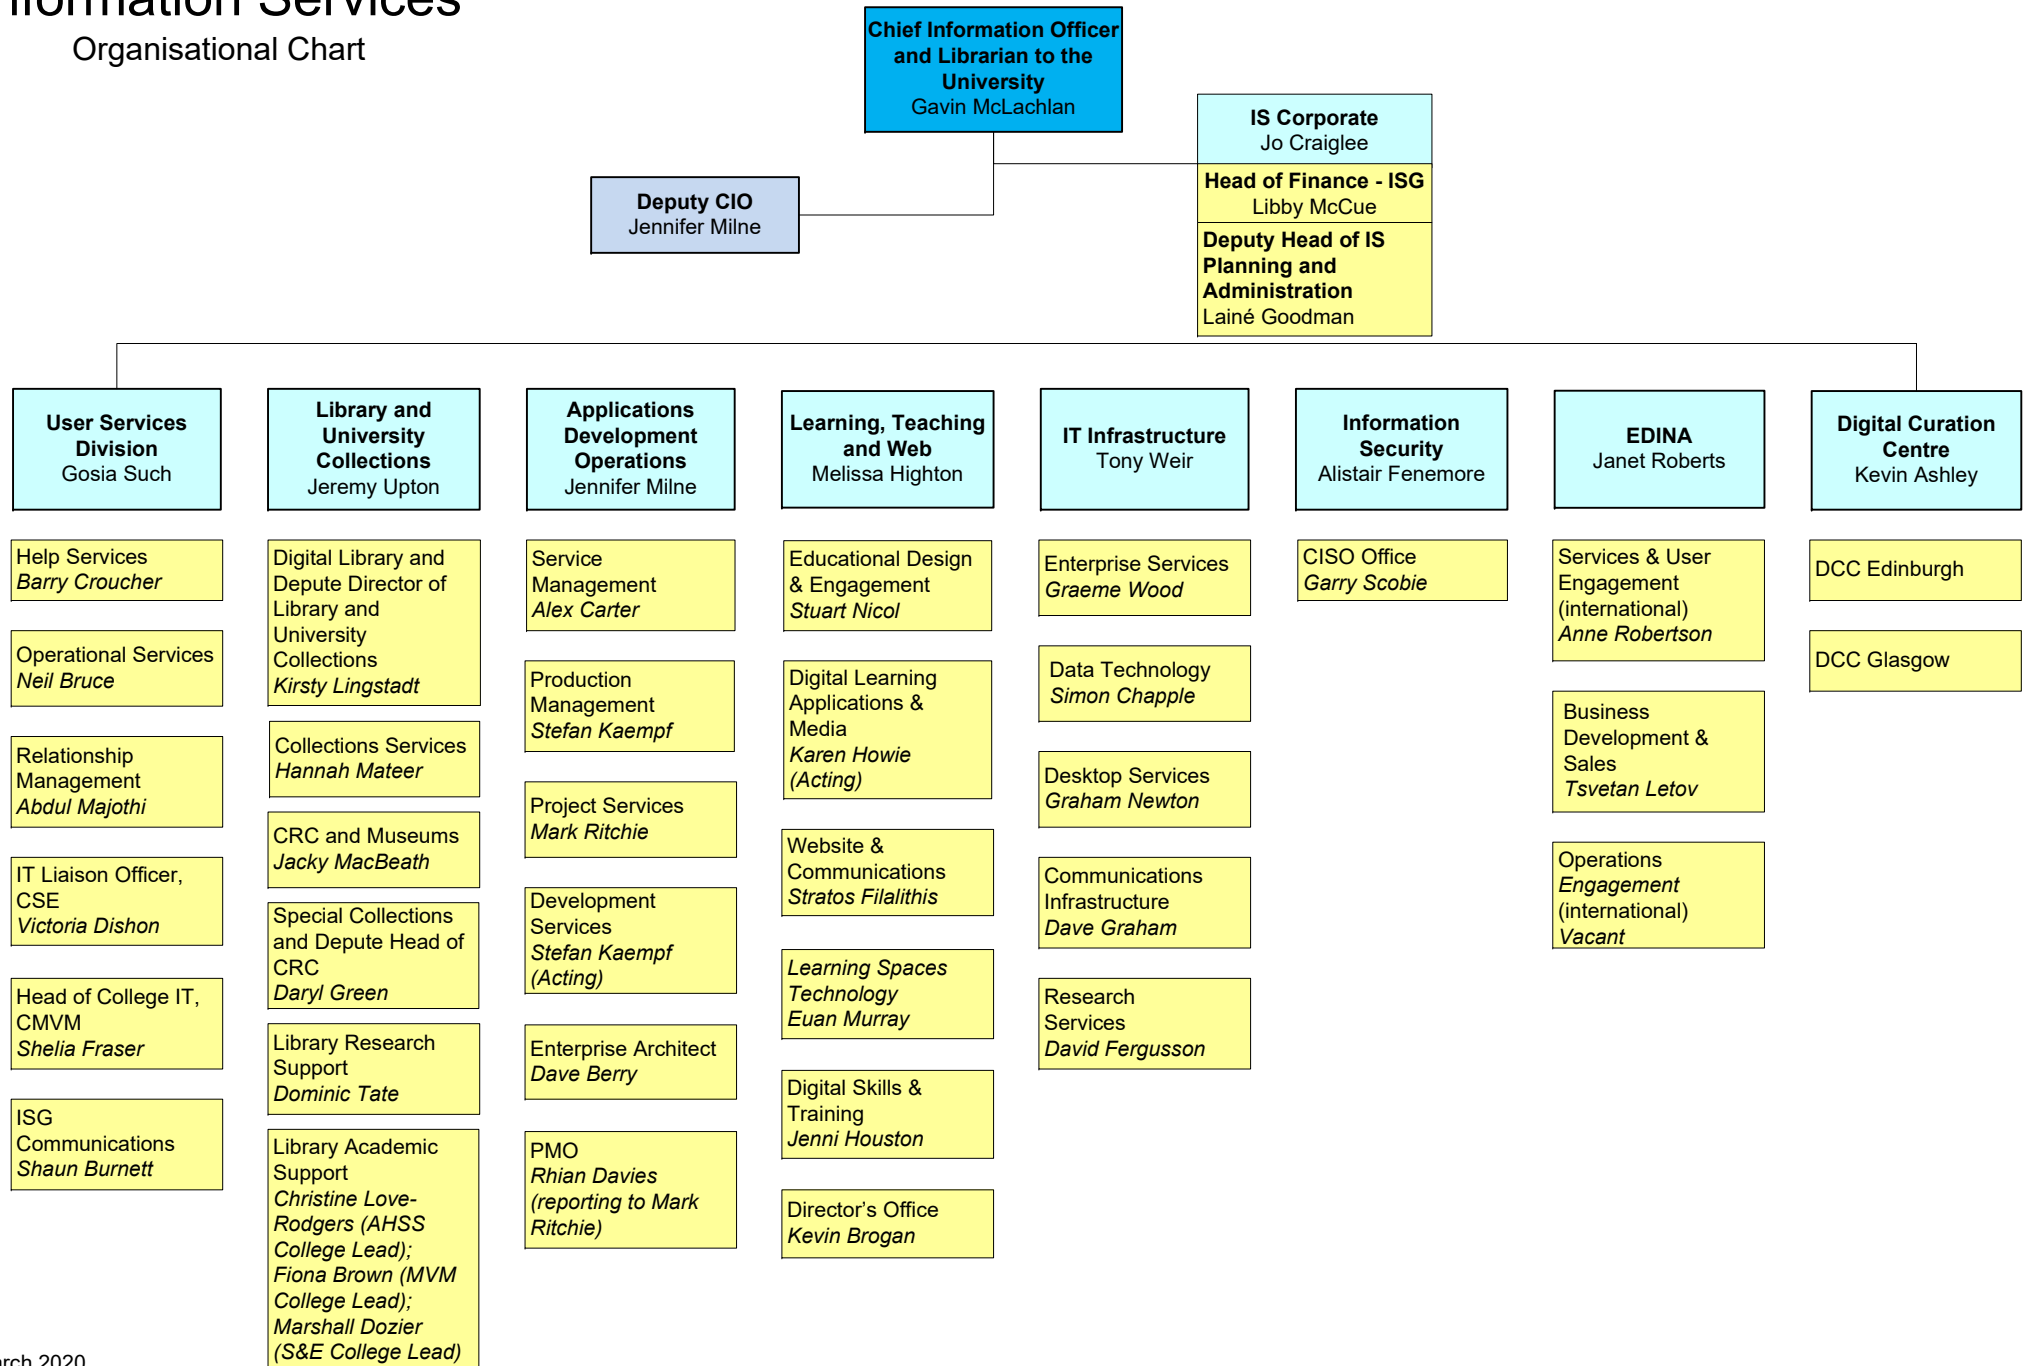 nformation Services
Organisational Chart
Chief Information Officer
and Librarian to the
University
Gavin McLachlan
IS Corporate
Jo Craiglee
Head of Finance - ISG
Libby McCue
Deputy Head of IS
Planning and
Administration
Lainé Goodman
Deputy CIO
Jennifer Milne
User Services
Division
Gosia Such
Help Services
Barry Croucher
Operational Services
Neil Bruce
Relationship
Management
Abdul Majothi
IT Liaison Officer,
CSE
Victoria Dishon
Head of College IT,
CMVM
Shelia Fraser
ISG
Communications
Shaun Burnett
Library and
University
Collections
Jeremy Upton
Digital Library and
Depute Director of
Library and
University
Collections
Kirsty Lingstadt
Collections Services
Hannah Mateer
CRC and Museums
Jacky MacBeath
Special Collections
and Depute Head of
CRC
Daryl Green
Library Research
Support
Dominic Tate
Library Academic
Support
Christine Love-
Rodgers (AHSS
College Lead);
Fiona Brown (MVM
College Lead);
Marshall Dozier
(S&E College Lead)
Applications
Development
Operations
Jennifer Milne
Service
Management
Alex Carter
Production
Management
Stefan Kaempf
Project Services
Mark Ritchie
Development
Services
Stefan Kaempf
(Acting)
Enterprise Architect
Dave Berry
PMO
Rhian Davies
(reporting to Mark
Ritchie)
Learning, Teaching
and Web
Melissa Highton
Educational Design
& Engagement
Stuart Nicol
Digital Learning
Applications &
Media
Karen Howie
(Acting)
Website &
Communications
Stratos Filalithis
Learning Spaces
Technology
Euan Murray
Digital Skills &
Training
Jenni Houston
Director’s Office
Kevin Brogan
IT Infrastructure
Tony Weir
Enterprise Services
Graeme Wood
Data Technology
Simon Chapple
Desktop Services
Graham Newton
Communications
Infrastructure
Dave Graham
Research
Services
David Fergusson
Information
Security
Alistair Fenemore
CISO Office
Garry Scobie
EDINA
Janet Roberts
Services & User
Engagement
(international)
Anne Robertson
Business
Development &
Sales
Tsvetan Letov
Operations
Engagement
(international)
Vacant
Digital Curation
Centre
Kevin Ashley
DCC Edinburgh
DCC Glasgow
arch 2020